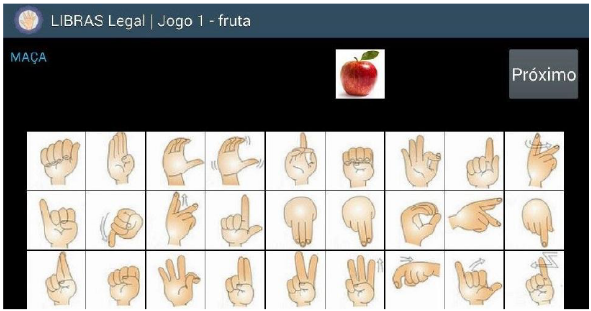 LIBRAS Legal | Jogo 1 - fruta
MAÇA
Próximo